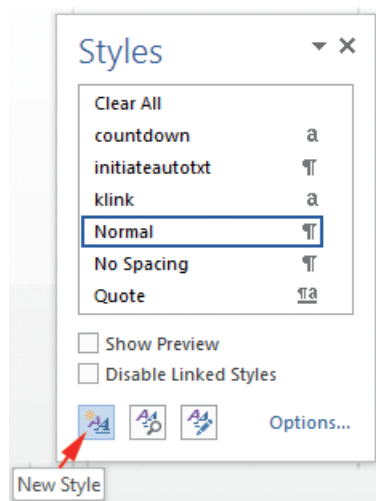 Styles
Clear All
countdown a
initiateautotxt ¶
klink a
Normal ¶
No Spacing ¶
Quote ¶a
Show Preview
Disable Linked Styles
Options...
New Style